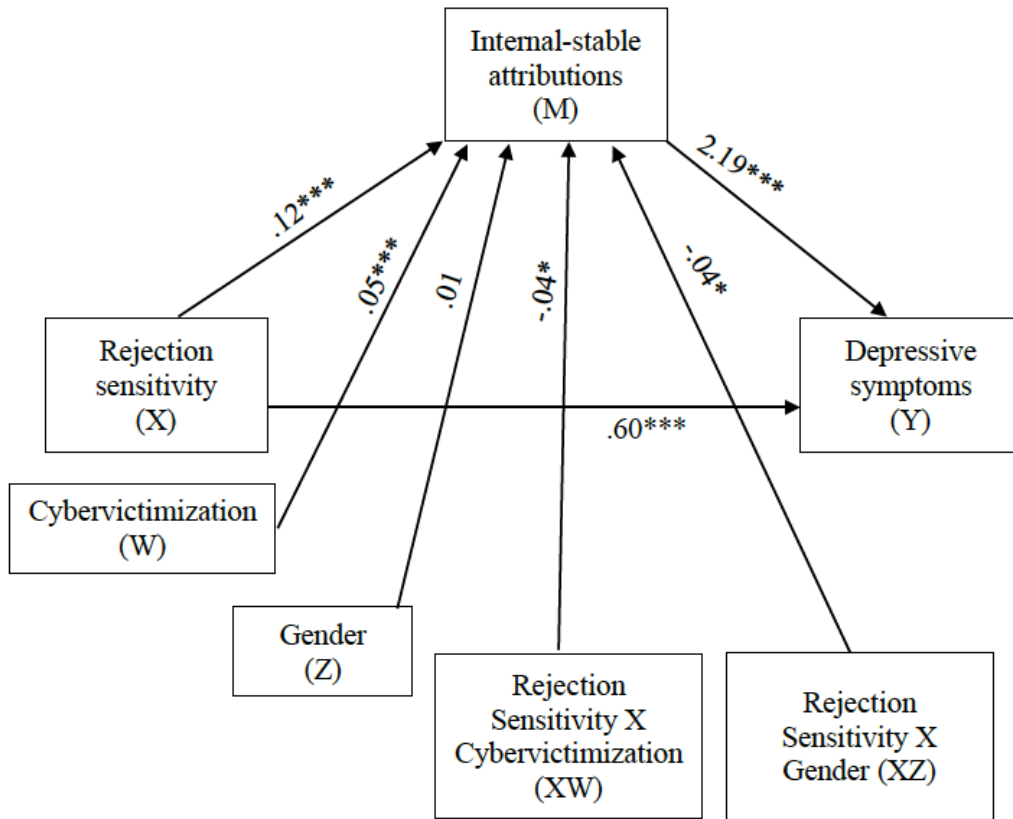 Internal-stable
attributions
(M)
.12***
.05***
.01
-.04*
-.04*
2.19***
Rejection
sensitivity
(X)
.60***
Depressive
symptoms
(Y)
Cybervictimization
(W)
Gender
(Z)
Rejection
Sensitivity X
Cybervictimization
(XW)
Rejection
Sensitivity X
Gender (XZ)